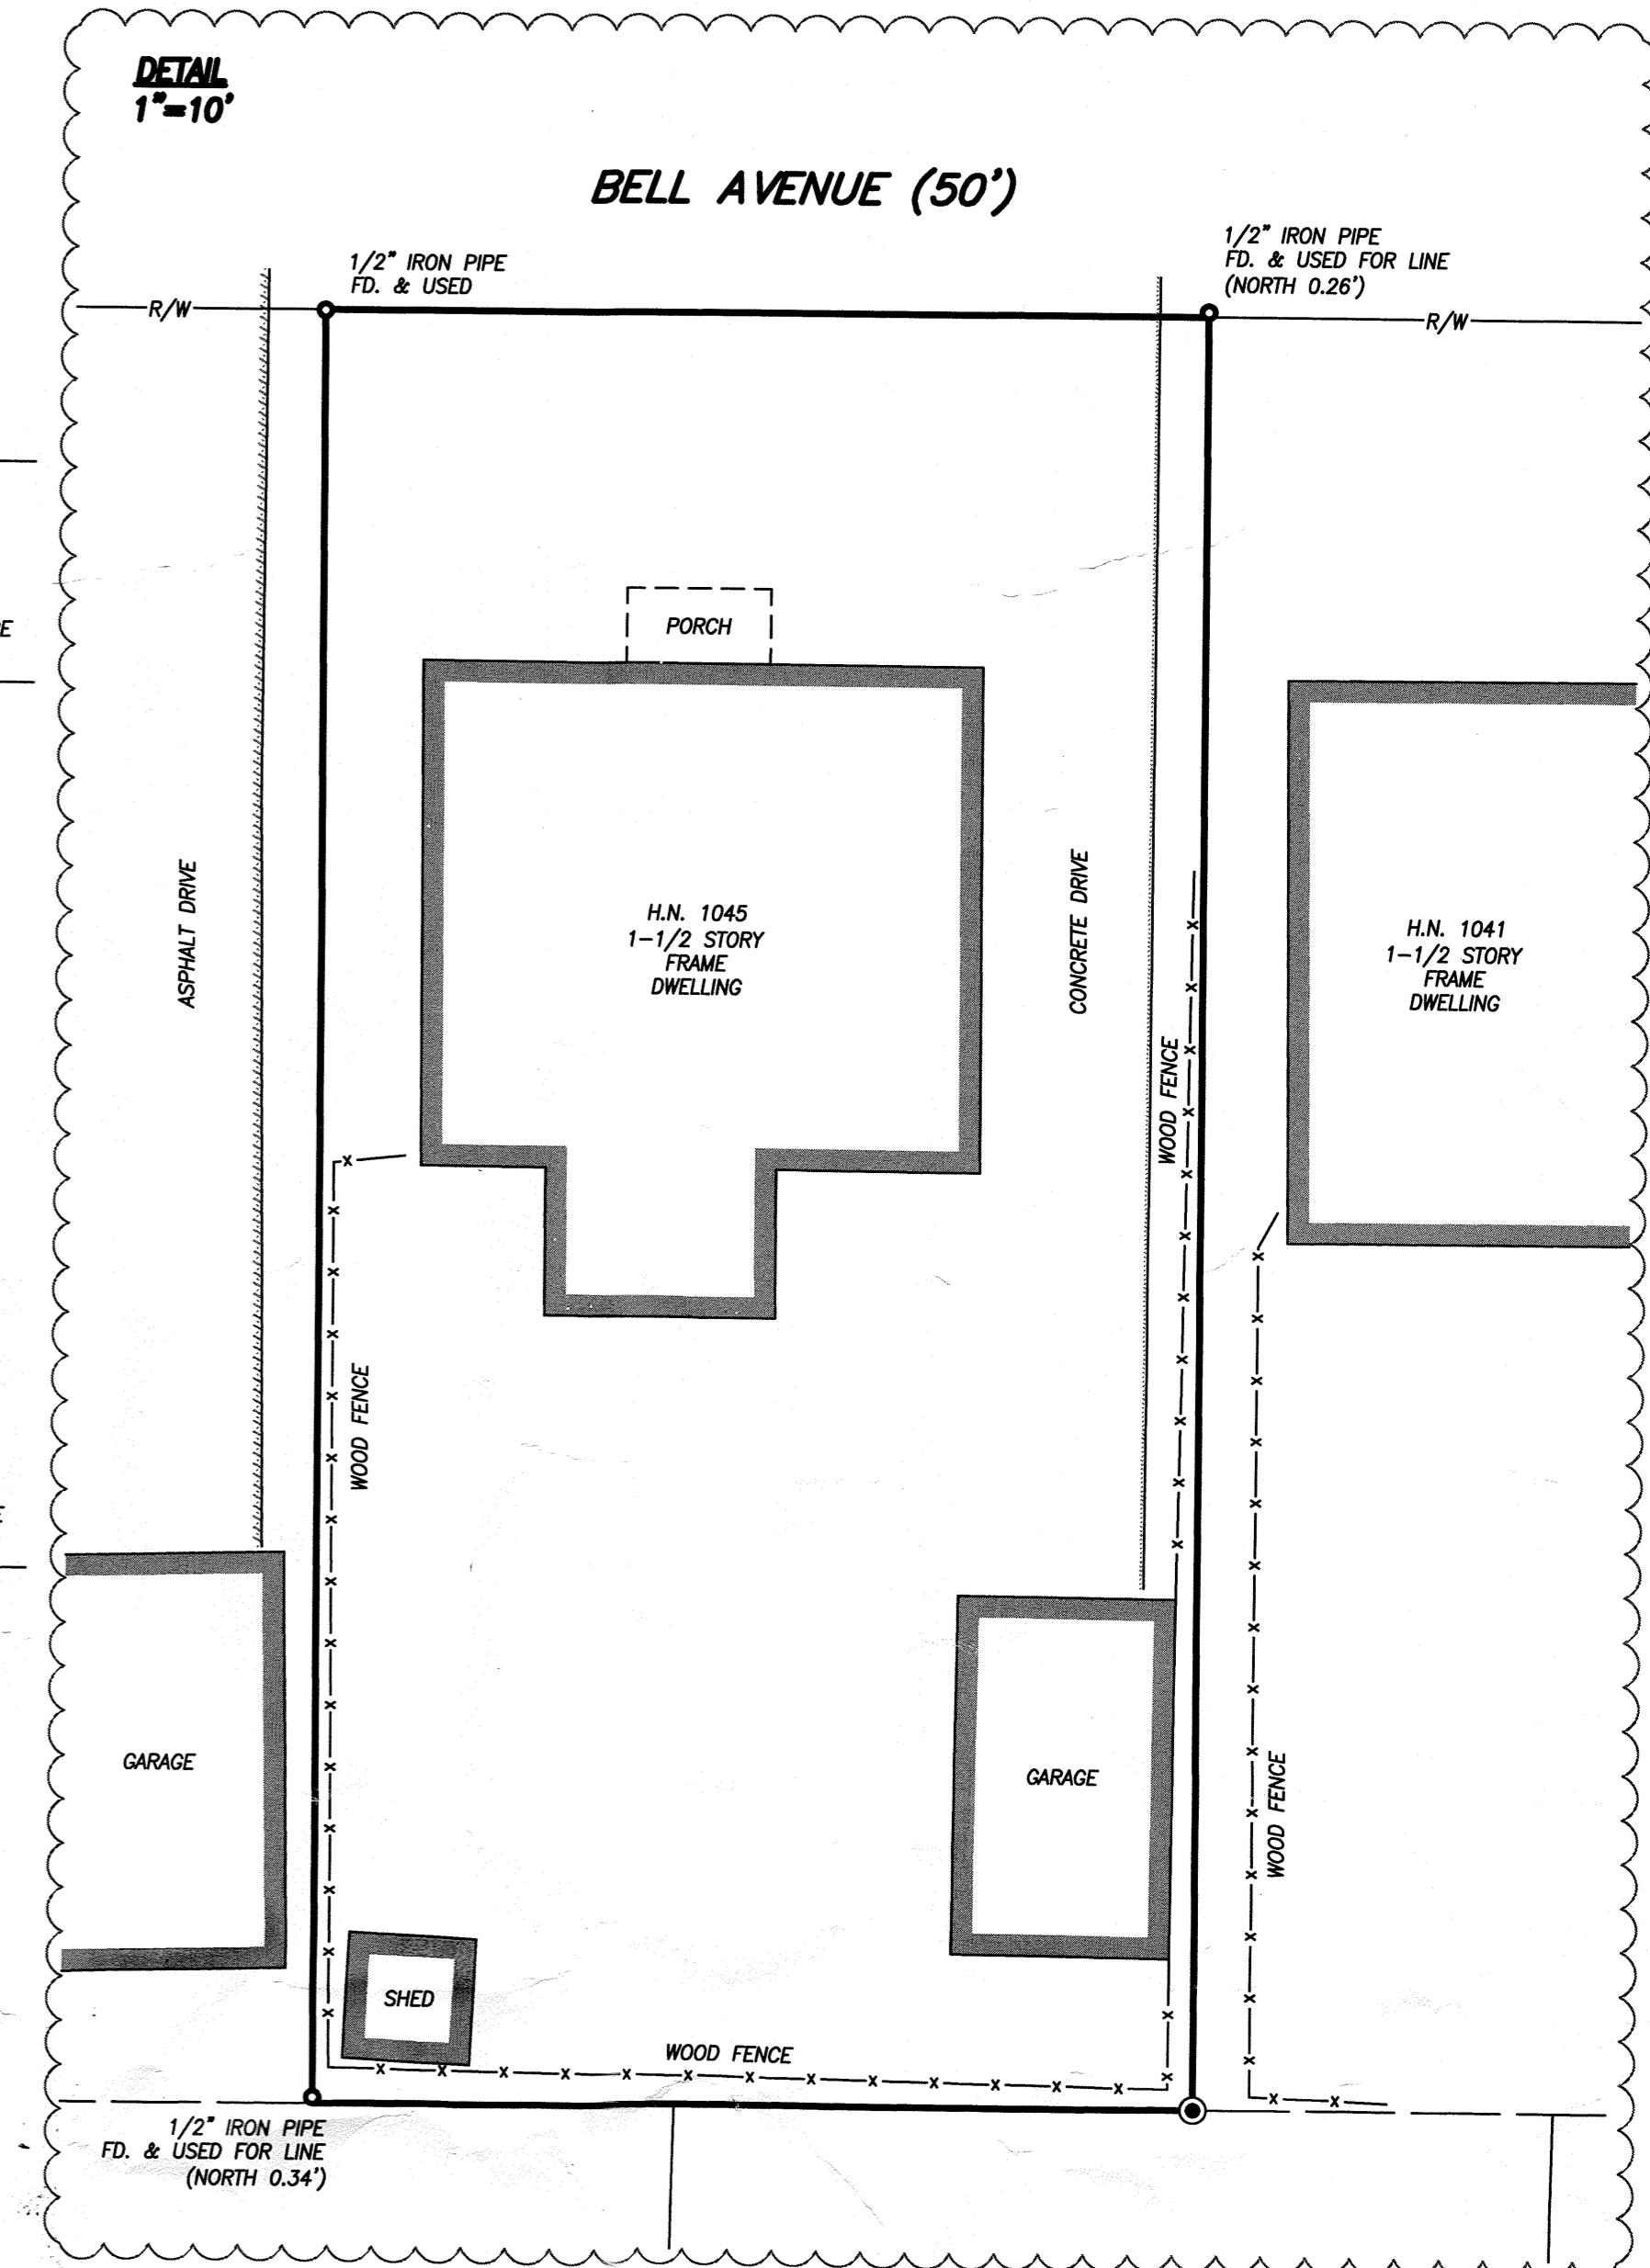 DETAIL
1"=10'
BELL AVENUE (50')
1/2" IRON PIPE
FD. & USED
1/2" IRON PIPE
FD. & USED FOR LINE
(NORTH 0.26')
R/W
R/W
PORCH
ASPHALT DRIVE
H.N. 1045
1-1/2 STORY
FRAME
DWELLING
CONCRETE DRIVE
WOOD FENCE
H.N. 1041
1-1/2 STORY
FRAME
DWELLING
WOOD FENCE
GARAGE
GARAGE
WOOD FENCE
SHED
WOOD FENCE
1/2" IRON PIPE
FD. & USED FOR LINE
(NORTH 0.34')